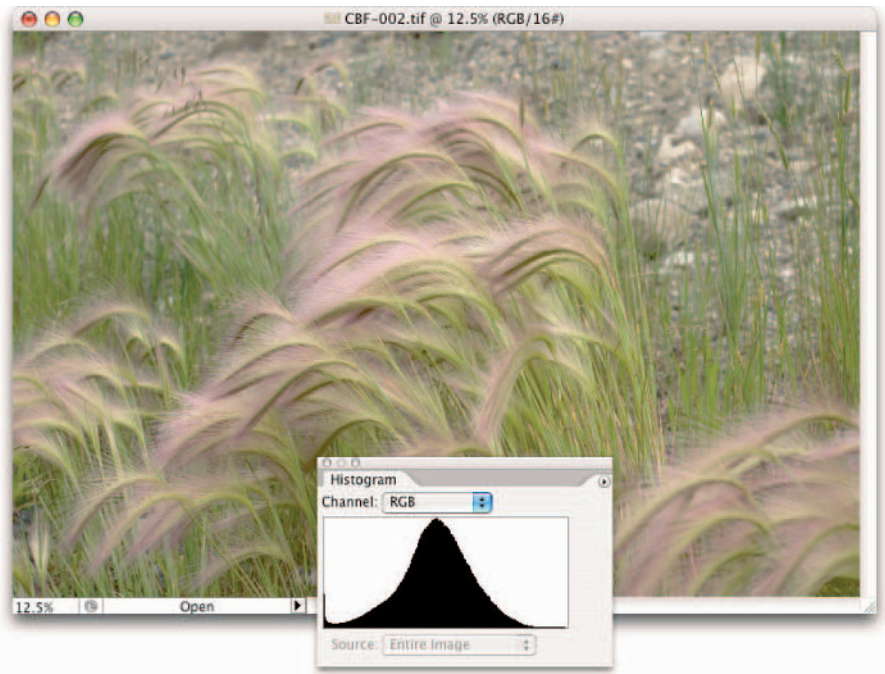 CBF-002.tif @ 12.5% (RGB/16#)
Histogram
Channel: RGB
Source: Entire Image
12.5% Open